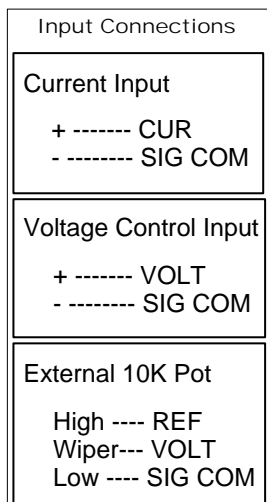 Input Connections
Current Input
+ ------- CUR
- -------- SIG COM
Voltage Control Input
+ ------- VOLT
- --------- SIG COM
External 10K Pot
High ---- REF
Wiper--- VOLT
Low ---- SIG COM